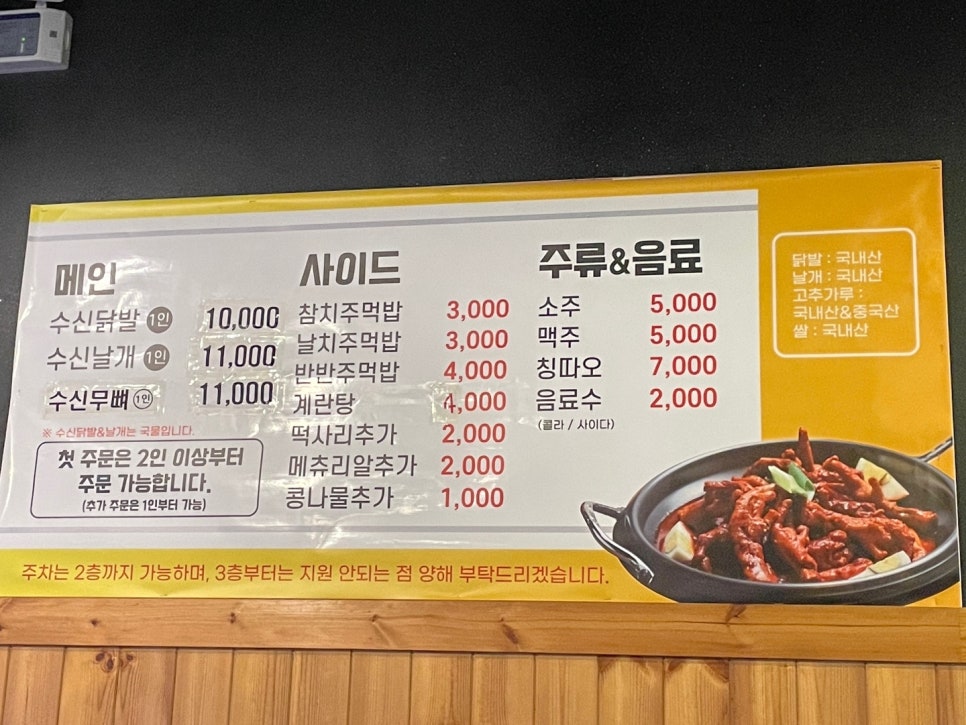 메인
수신닭발 1인 10,000
수신날개 1인 11,000
수신무뼈 1인 11,000
※ 수신닭발&날개는 국물입니다.
첫 주문은 2인 이상부터
주문 가능합니다.
(추가 주문은 1인부터 가능)
사이드
참치주먹밥 3,000
날치주먹밥 3,000
반반주먹밥 4,000
계란탕 4,000
떡사리추가 2,000
메츄리알추가 2,000
콩나물추가 1,000
주류&음료
소주 5,000
맥주 5,000
칭따오 7,000
음료수 2,000
(콜라 / 사이다)
닭발 : 국내산
날개 : 국내산
고추가루 :
국내산&중국산
쌀 : 국내산
주차는 2층까지 가능하며, 3층부터는 지원 안되는 점 양해 부탁드리겠습니다.